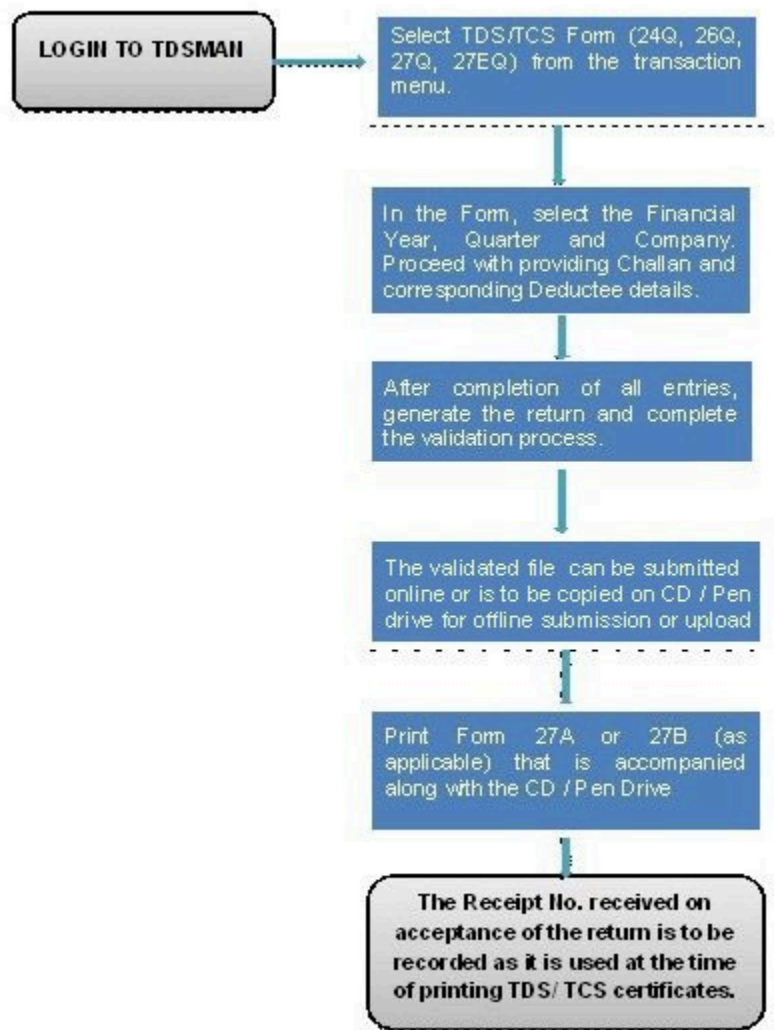 LOGIN TO TDSMAN
Select TDS/TCS Form (24Q, 26Q,
27Q, 27EQ) from the transaction
menu.
In the Form, select the Financial
Year, Quarter and Company.
Proceed with providing Challan and
corresponding Deductee details.
After completion of all entries,
generate the return and complete
the validation process.
The validated file can be submitted
online or is to be copied on CD / Pen
drive for offline submission or upload
Print Form 27A or 27B (as
applicable) that is accompanied
along with the CD / Pen Drive
The Receipt No. received on
acceptance of the return is to be
recorded as it is used at the time
of printing TDS/ TCS certificates.